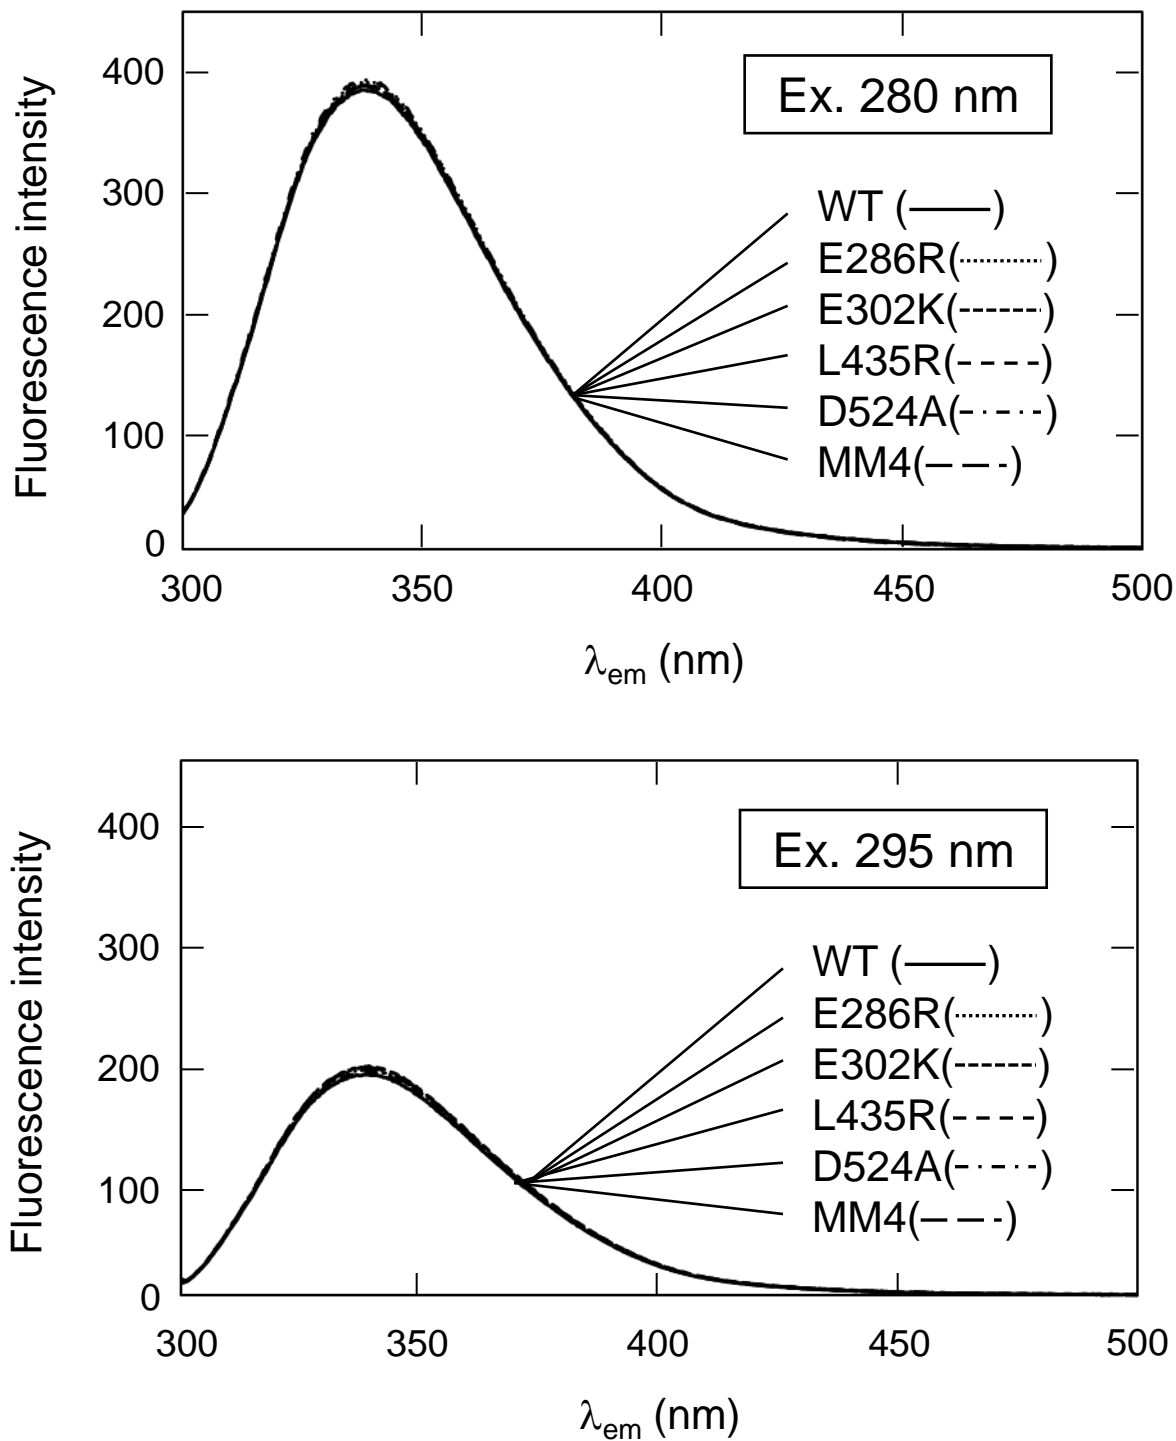 Fluorescence intensity
400
300
200
100
0
Ex. 280 nm
WT (——)
E286R(············)
E302K(-------)
L435R(- - - -)
D524A(- · - · -)
MM4(— — -)
300 350 400 450 500
λem (nm)
Fluorescence intensity
400
300
200
100
0
Ex. 295 nm
WT (——)
E286R(············)
E302K(-------)
L435R(- - - -)
D524A(- · - · -)
MM4(— — -)
300 350 400 450 500
λem (nm)